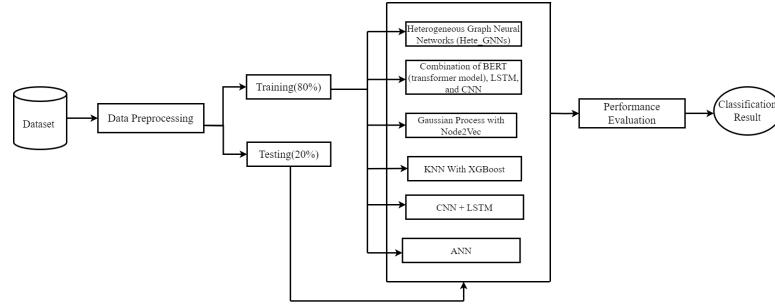 Dataset
Data Preprocessing
Training(80%)
Testing(20%)
Heterogeneous Graph Neural
Networks (Hete_GNNs)
Combination of BERT
(transformer model), LSTM,
and CNN
Gaussian Process with
Node2Vec
KNN With XGBoost
CNN + LSTM
ANN
Performance
Evaluation
Classification
Result